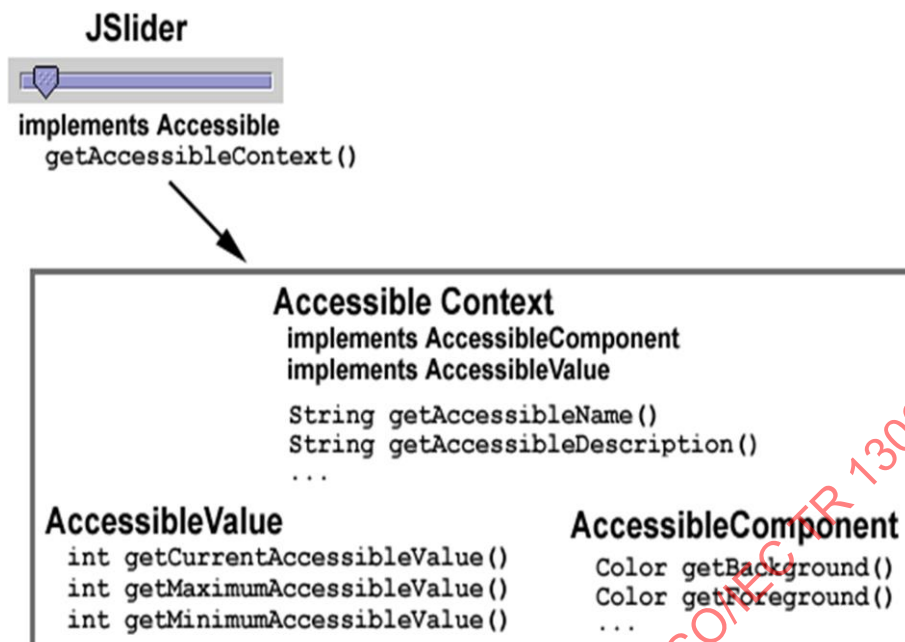 JSlider
implements Accessible
getAccessibleContext()
Accessible Context
implements AccessibleComponent
implements AccessibleValue
String getAccessibleName()
String getAccessibleDescription()
...
AccessibleValue
int getCurrentAccessibleValue()
int getMaximumAccessibleValue()
int getMinimumAccessibleValue()
AccessibleComponent
Color getBackground()
Color getForeground()
...